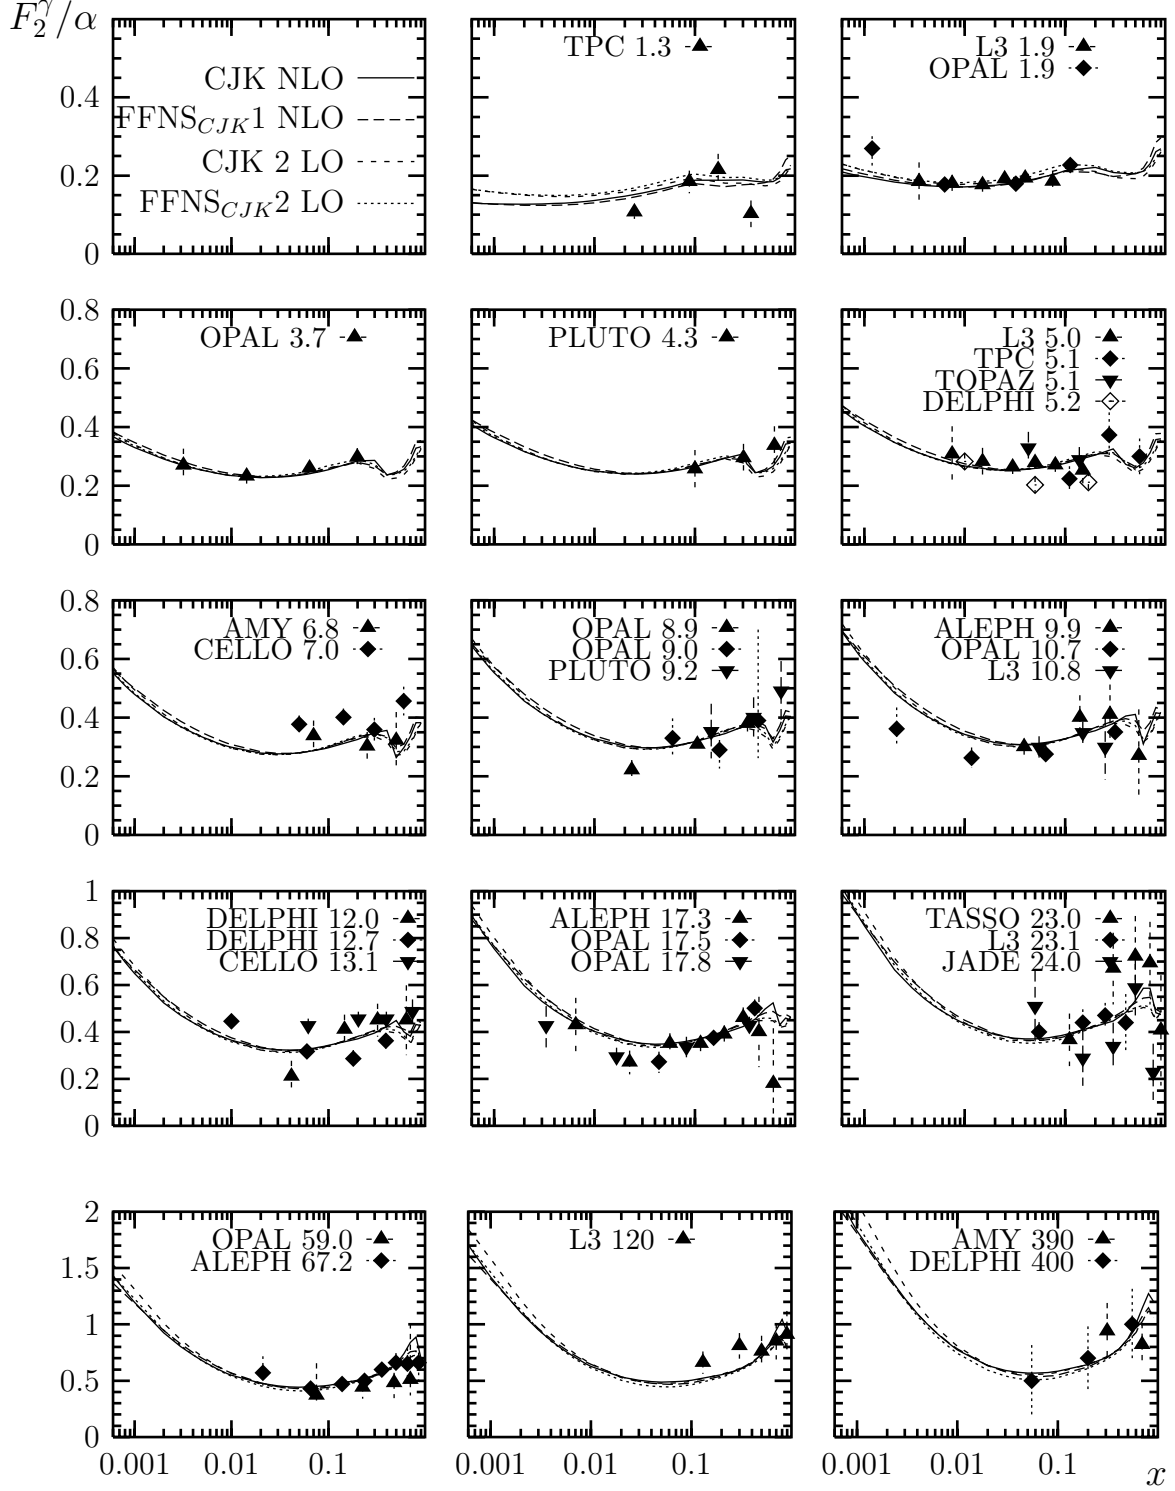 F₂^γ/α
CJK NLO
FFNS_{CJK}1 NLO
CJK 2 LO
FFNS_{CJK}2 LO
0.4
0.2
0
TPC 1.3
L3 1.9
OPAL 1.9
0.8
0.6
0.4
0.2
0
OPAL 3.7
PLUTO 4.3
L3 5.0
TPC 5.1
TOPAZ 5.1
DELPHI 5.2
0.8
0.6
0.4
0.2
0
AMY 6.8
CELLO 7.0
OPAL 8.9
OPAL 9.0
PLUTO 9.2
ALEPH 9.9
OPAL 10.7
L3 10.8
1
0.8
0.6
0.4
0.2
0
DELPHI 12.0
DELPHI 12.7
CELLO 13.1
ALEPH 17.3
OPAL 17.5
OPAL 17.8
TASSO 23.0
L3 23.1
JADE 24.0
2
1.5
1
0.5
0
OPAL 59.0
ALEPH 67.2
L3 120
AMY 390
DELPHI 400
0.001 0.01 0.1
0.001 0.01 0.1
0.001 0.01 0.1
x